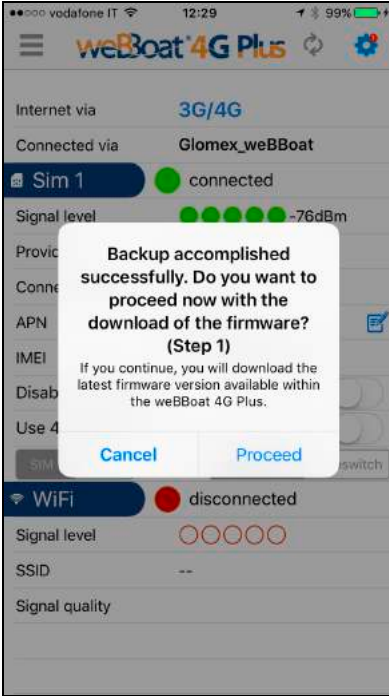 vodafone IT 12:29 99%
weBBoat 4G Plus
Internet via 3G/4G
Connected via Glomex_weBBoat
Sim 1 connected
Signal level -76dBm
Provid
Backup accomplished
successfully. Do you want to
Conne
proceed now with the
APN
download of the firmware?
(Step 1)
IMEI
If you continue, you will download the
Disab
latest firmware version available within
the weBBoat 4G Plus.
Use 4
Cancel Proceed
SIM
switch
WiFi disconnected
Signal level
SSID --
Signal quality